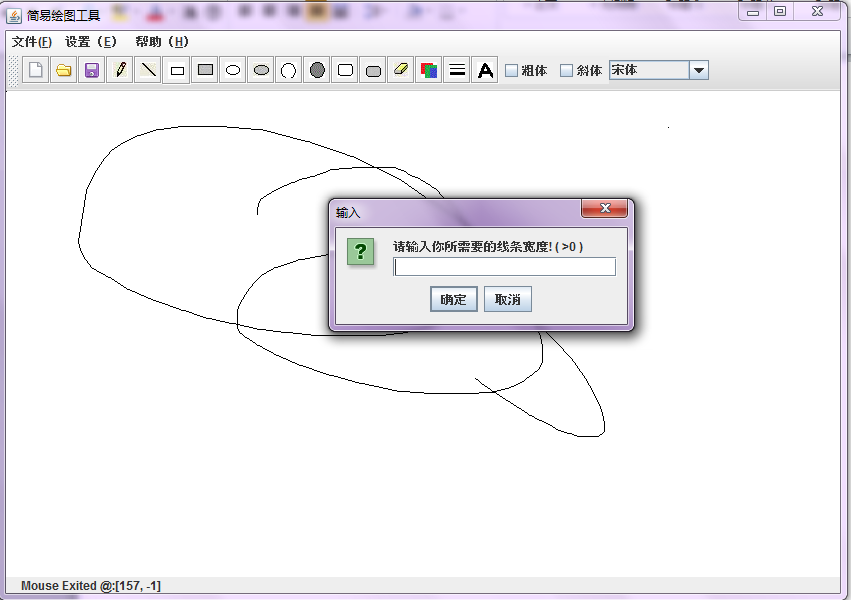 简易绘图工具
文件(F) 设置 (E) 帮助 (H)
A 粗体 斜体 宋体
输入
? 请输入你所需要的线条宽度! ( >0 )
确定 取消
Mouse Exited @:[157, -1]